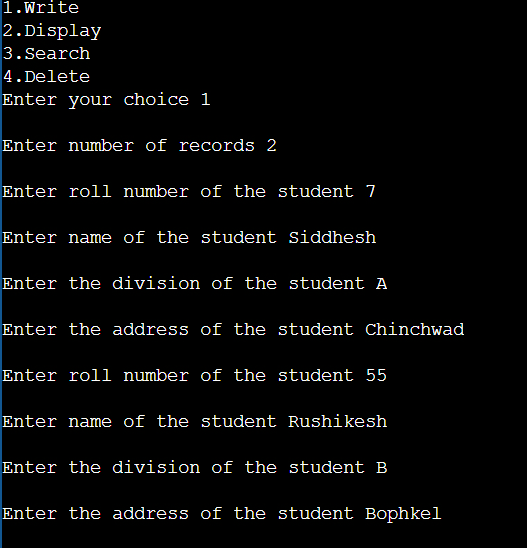 1.Write
2.Display
3.Search
4.Delete
Enter your choice 1
Enter number of records 2
Enter roll number of the student 7
Enter name of the student Siddhesh
Enter the division of the student A
Enter the address of the student Chinchwad
Enter roll number of the student 55
Enter name of the student Rushikesh
Enter the division of the student B
Enter the address of the student Bophkel